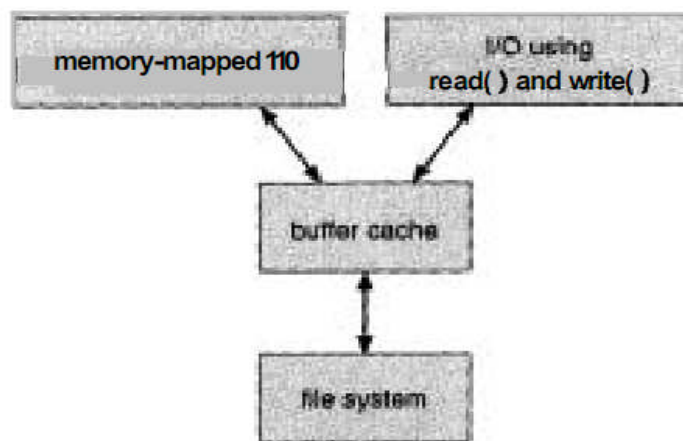 memory-mapped 110
I/O using
read( ) and write( )
buffer cache
file system